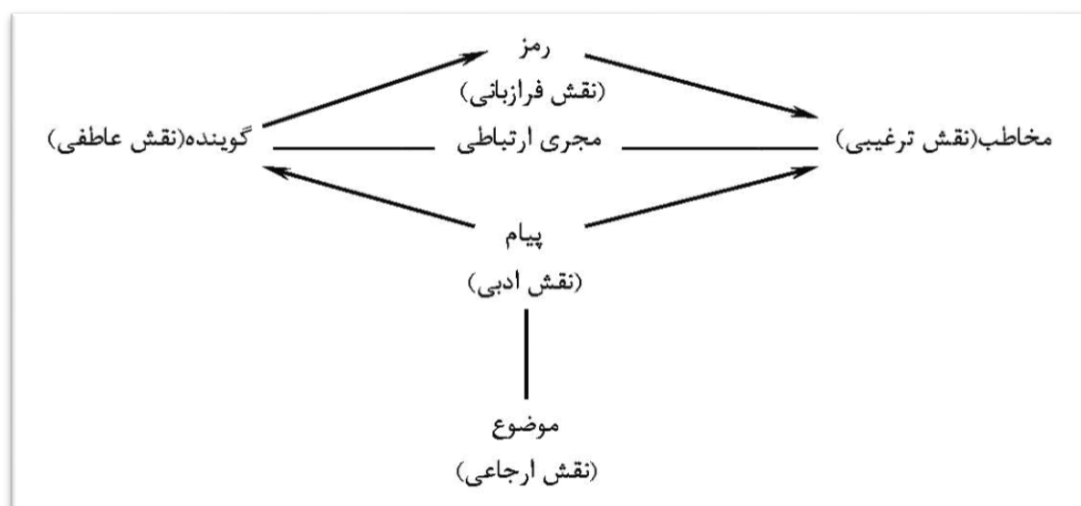 رمز
(نقش فرازبانی)
مخاطب(نقش ترغیبی)
مجری ارتباطی
گوینده(نقش عاطفی)
پیام
(نقش ادبی)
موضوع
(نقش ارجاعی)